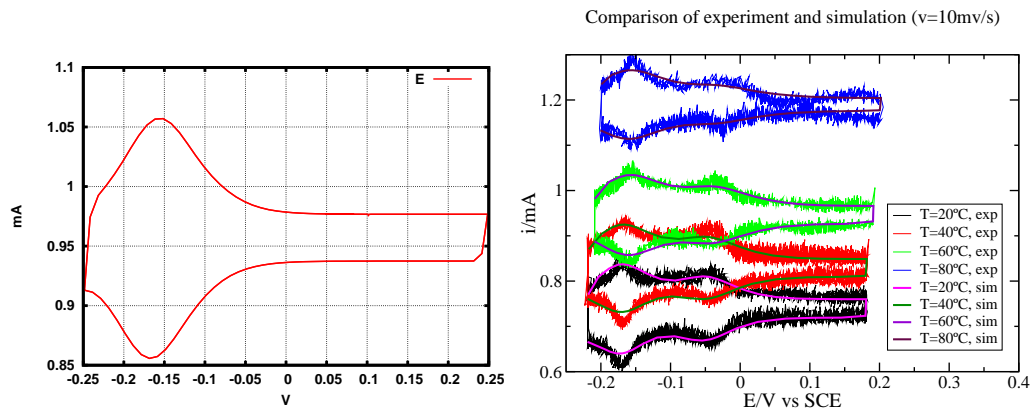 Comparison of experiment and simulation (v=10mv/s)
1.1
1.05
1
0.95
0.9
0.85
mA
E
-0.25 -0.2 -0.15 -0.1 -0.05 0 0.05 0.1 0.15 0.2 0.25
V
1.2
1
0.8
0.6
i/mA
T=20ºC, exp
T=40ºC, exp
T=60ºC, exp
T=80ºC, exp
T=20ºC, sim
T=40ºC, sim
T=60ºC, sim
T=80ºC, sim
-0.2 -0.1 0 0.1 0.2 0.3 0.4
E/V vs SCE